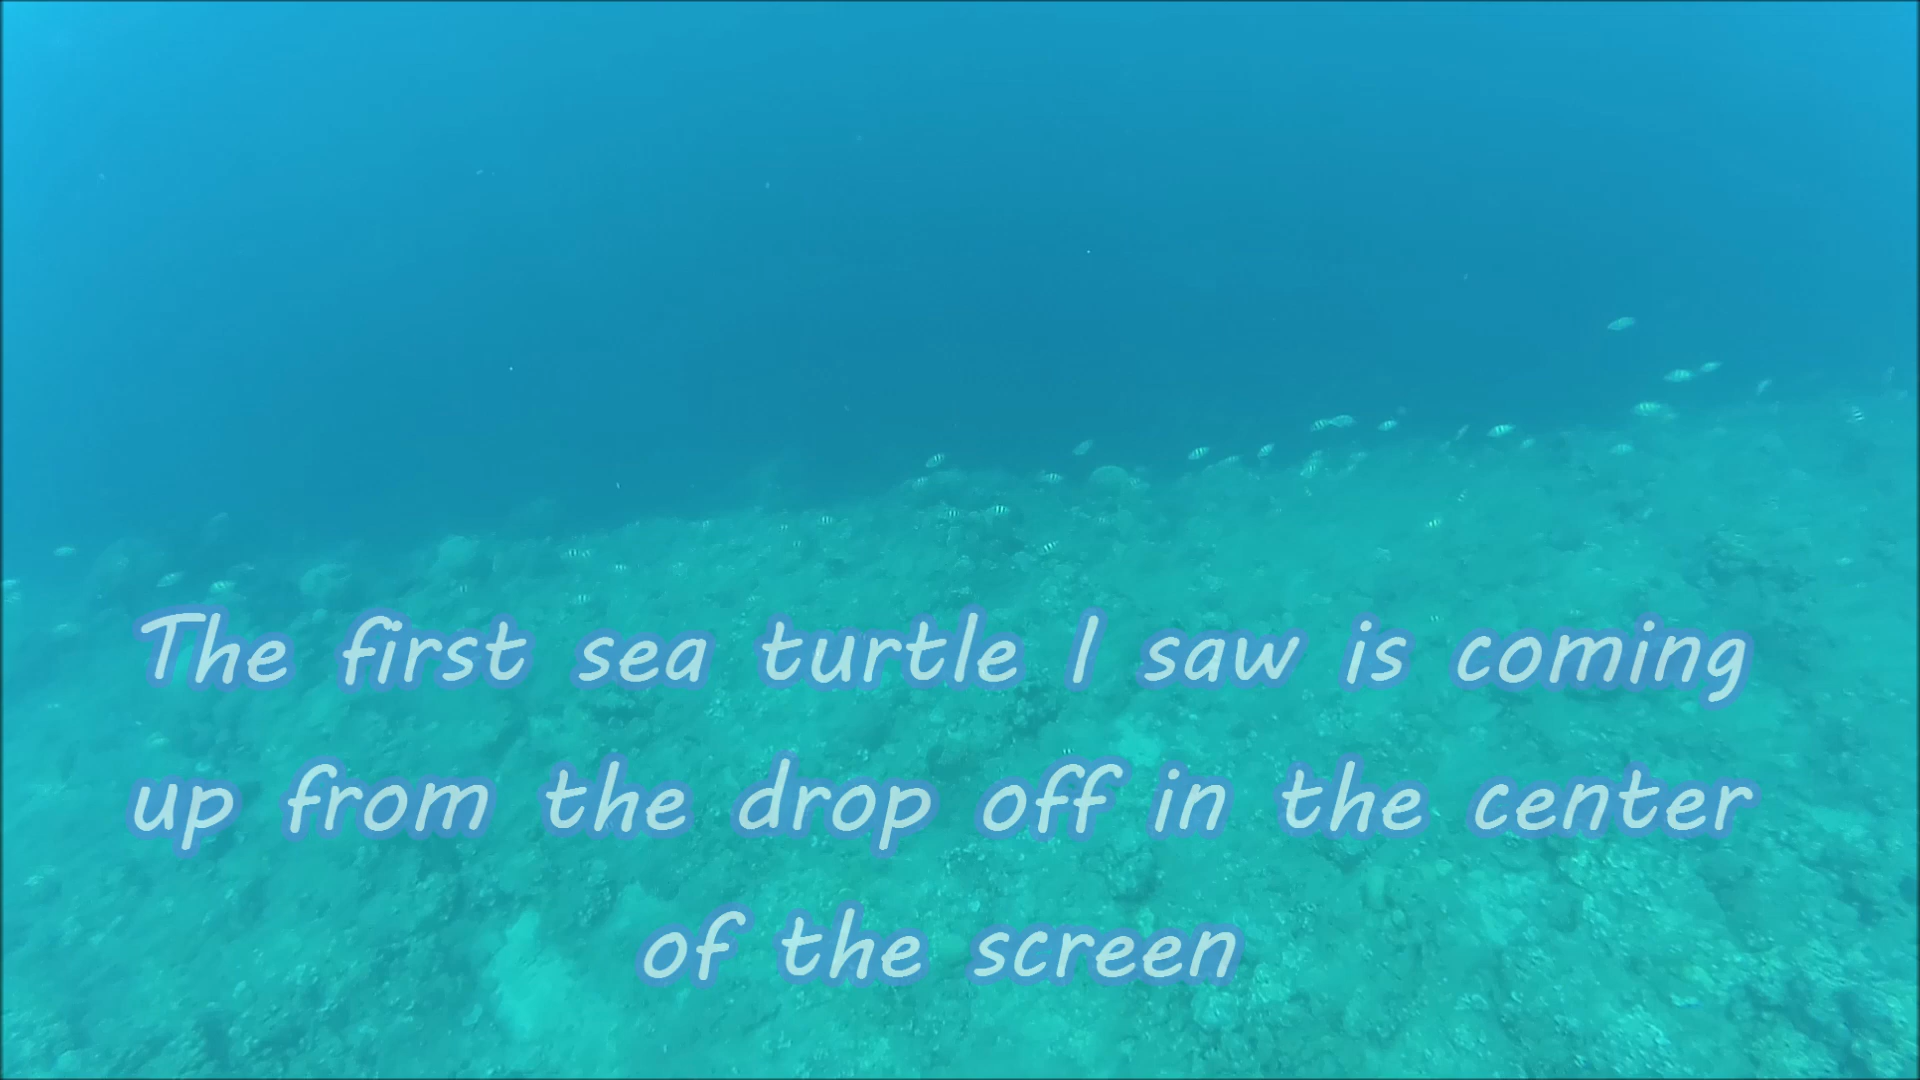 The first sea turtle I saw is coming
up from the drop off in the center
of the screen